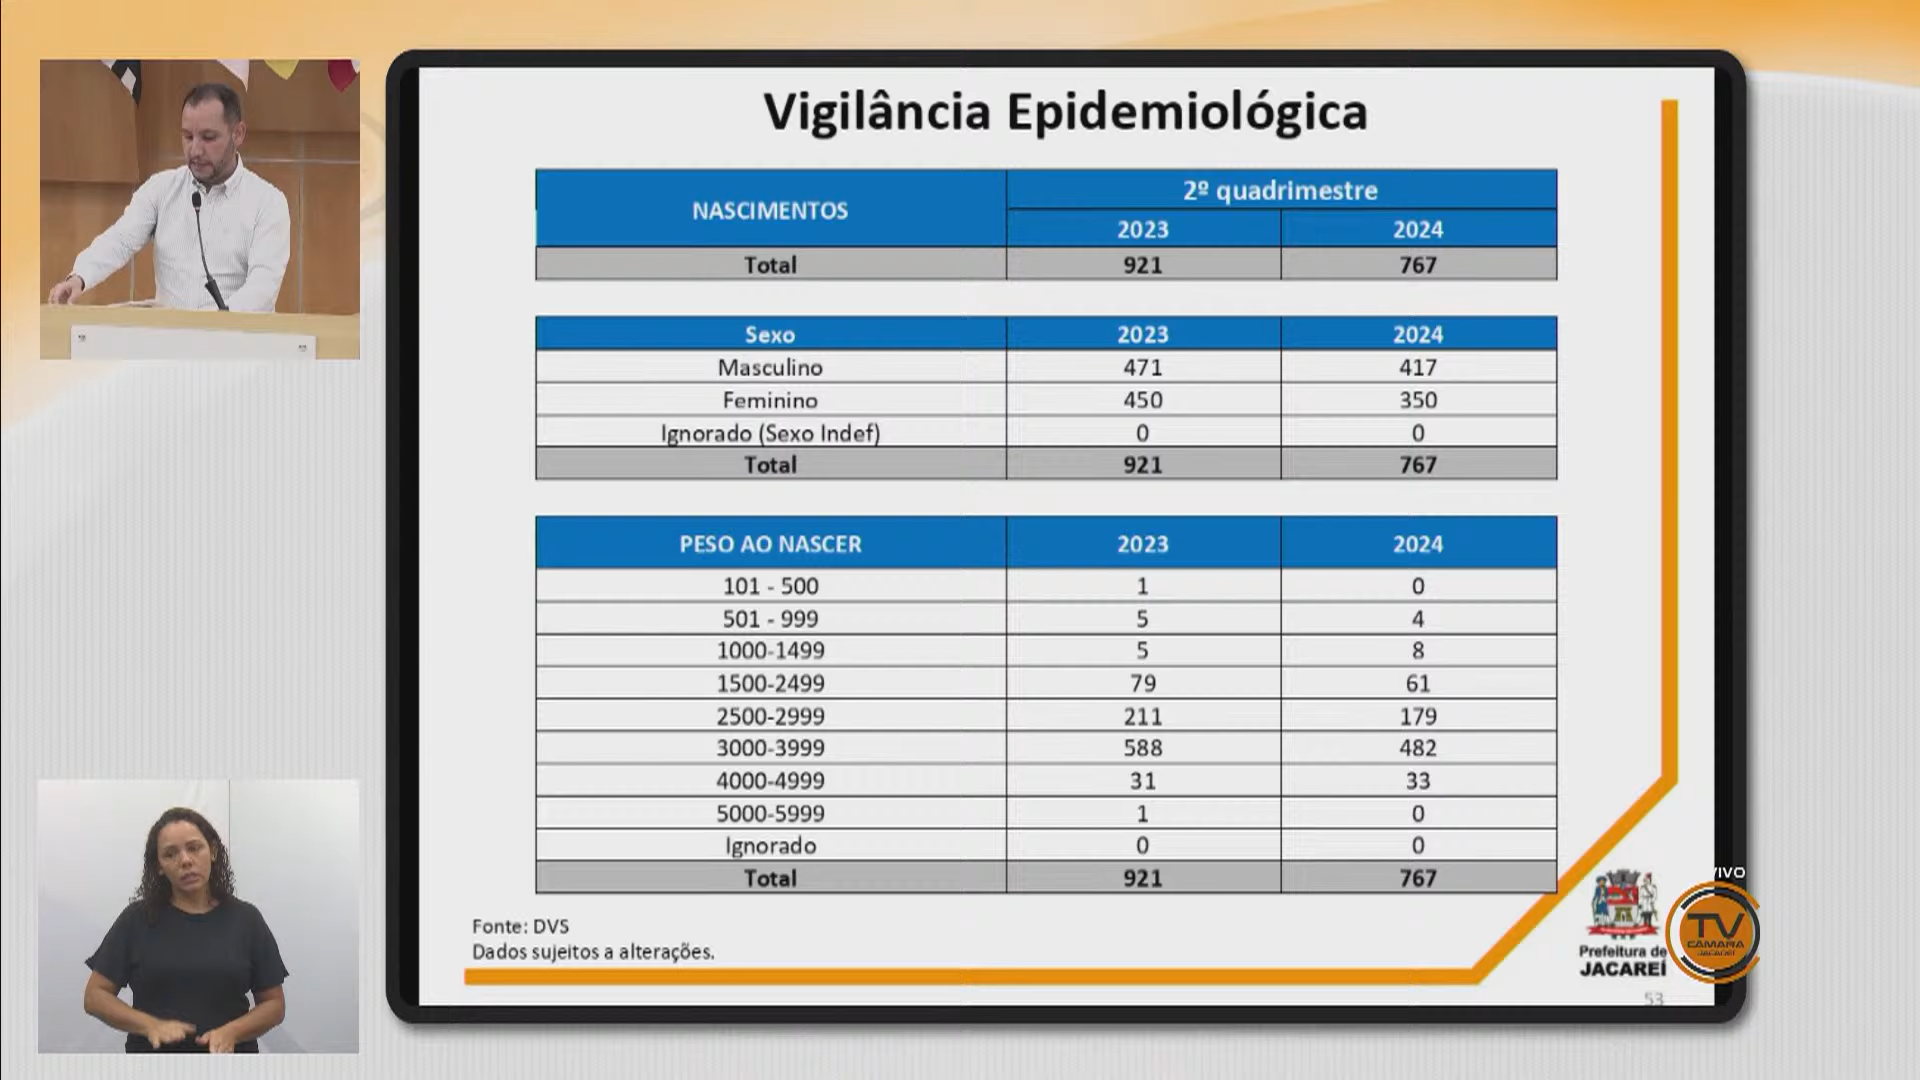 Vigilância Epidemiológica
NASCIMENTOS 2º quadrimestre
2023 2024
Total 921 767
Sexo 2023 2024
Masculino 471 417
Feminino 450 350
Ignorado (Sexo Indef) 0 0
Total 921 767
PESO AO NASCER 2023 2024
101 - 500 1 0
501 - 999 5 4
1000-1499 5 8
1500-2499 79 61
2500-2999 211 179
3000-3999 588 482
4000-4999 31 33
5000-5999 1 0
Ignorado 0 0
Total 921 767
Fonte: DVS
Dados sujeitos a alterações.
Prefeitura de
JACAREÍ
VIVO
TV
CÂMARA
JACAREÍ
53